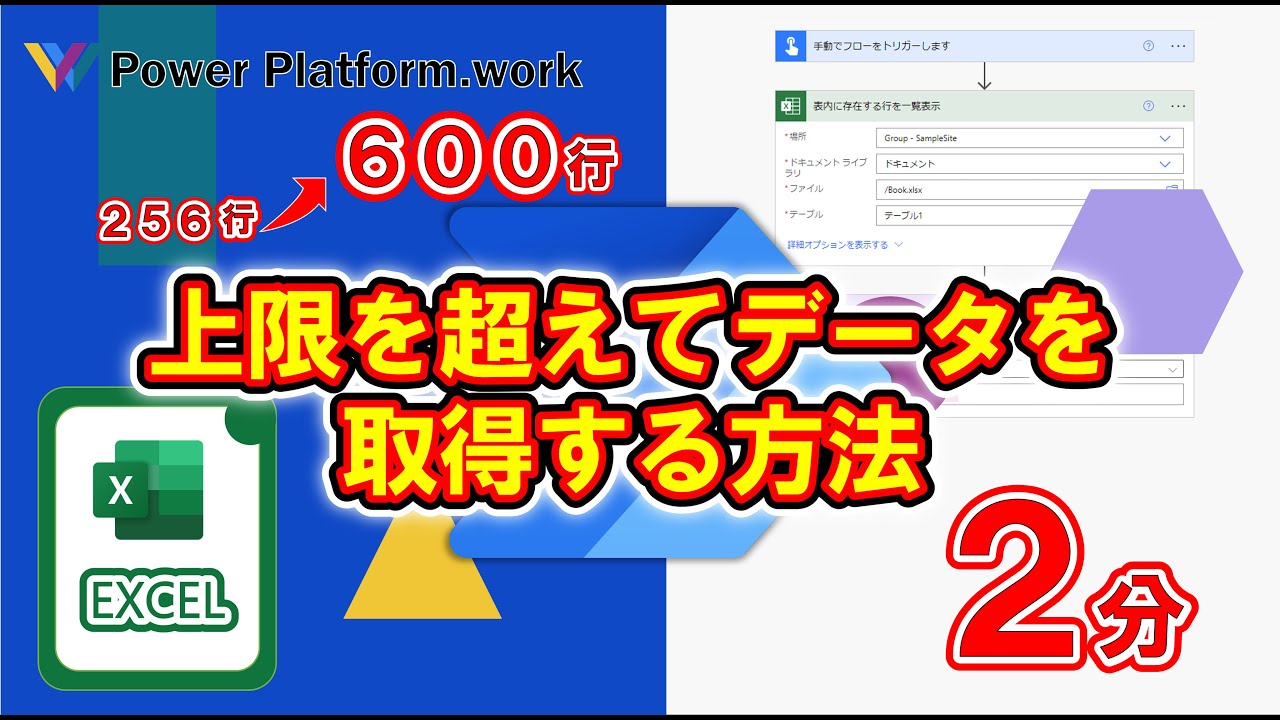 Power Platform.work
256行
600行
上限を超えてデータを
取得する方法
X
EXCEL
2分
手動でフローをトリガーします
表内に存在する行を一覧表示
*場所
Group - SampleSite
*ドキュメント ライブ
ラリ
ドキュメント
*ファイル
/Book.xlsx
*テーブル
テーブル1
詳細オプションを表示する